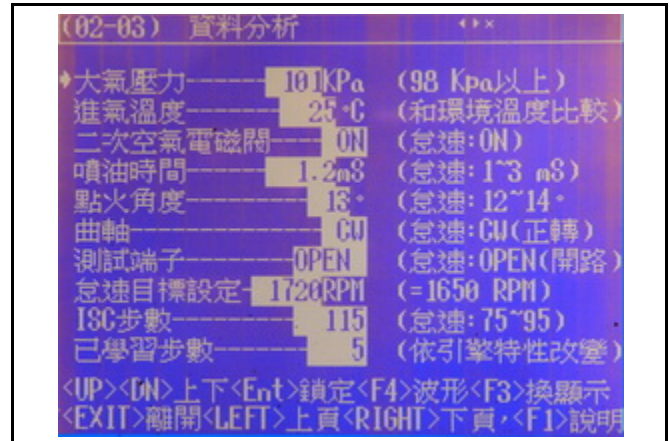 (02-03) 資料分析
大氣壓力------- 101KPa (98 Kpa以上)
進氣溫度------- 25°C (和環境溫度比較)
二次空氣電磁閥---- ON (怠速:ON)
噴油時間------- 1.2mS (怠速:1~3 mS)
點火角度------- 13° (怠速:12~14°
曲軸---------- CW (怠速:CW(正轉)
測試端子-------OPEN (怠速:OPEN(開路)
怠速目標設定- 1720RPM (=1650 RPM)
ISC步數------- 115 (怠速:75~95)
已學習步數------ 5 (依引擎特性改變)
<UP><DN>上下<Ent>鎖定<F4>波形<F3>換顯示
<EXIT>離開<LEFT>上頁<RIGHT>下頁,<F1>說明